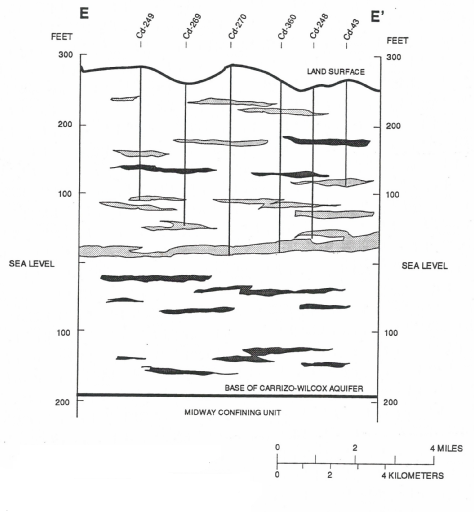 E
E'
Cd-249
Cd-269
Cd-270
Cd-360
Cd-248
Cd-43
FEET
FEET
300
300
LAND SURFACE
200
200
100
100
SEA LEVEL
SEA LEVEL
100
100
BASE OF CARRIZO-WILCOX AQUIFER
200
200
MIDWAY CONFINING UNIT
0 2 4 MILES
0 2 4 KILOMETERS